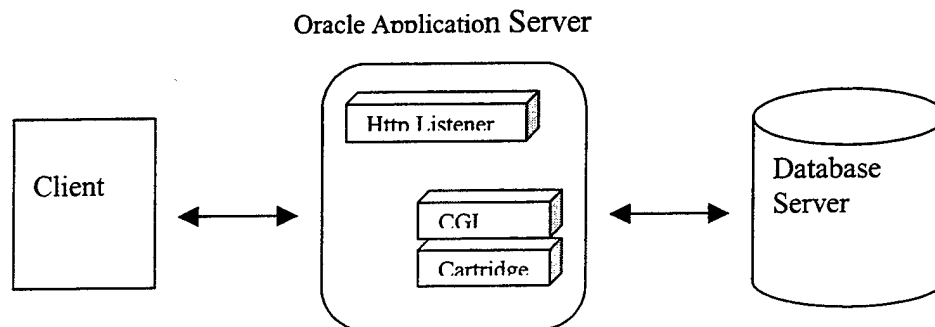 Oracle Application Server
Http Listener
Client
CGI
Cartridge
Database
Server